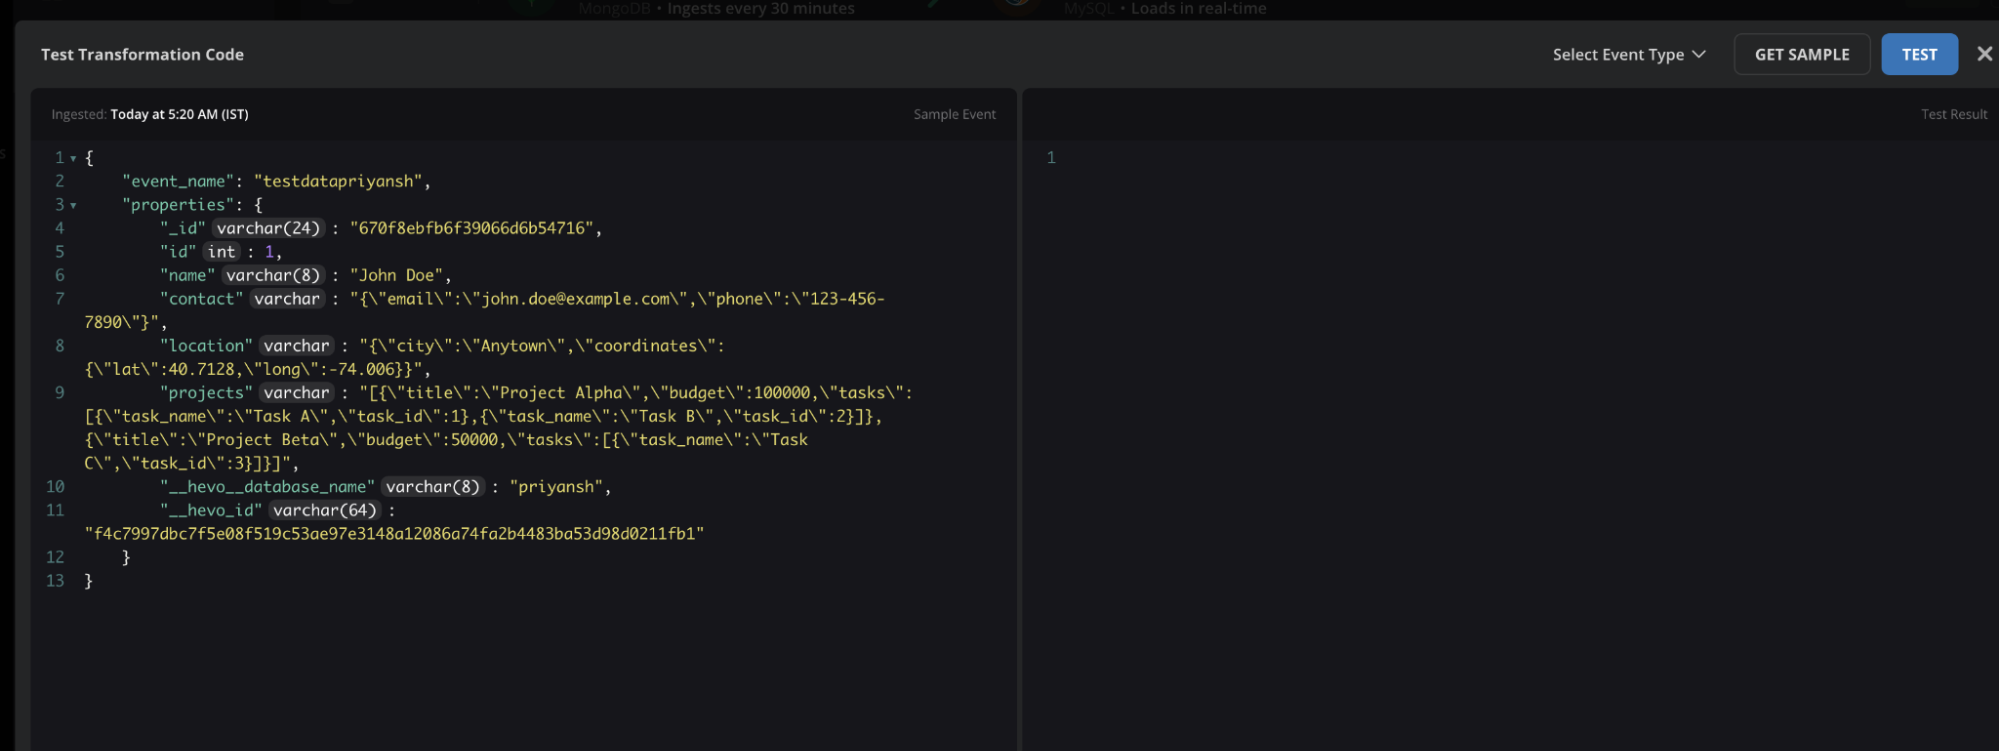 MongoDB • Ingests every 30 minutes
MySQL • Loads in real-time
Test Transformation Code
Select Event Type
GET SAMPLE
TEST
Ingested: Today at 5:20 AM (IST)
Sample Event
Test Result
1 {
2 "event_name": "testdatapriyansh",
3 "properties": {
4 "_id" varchar(24) : "670f8ebfb6f39066d6b54716",
5 "id" int : 1,
6 "name" varchar(8) : "John Doe",
7 "contact" varchar : "{\"email\":\"john.doe@example.com\",\"phone\":\"123-456-
7890\"}",
8 "location" varchar : "{\"city\":\"Anytown\",\"coordinates\":
{\"lat\":40.7128,\"long\":-74.006}}",
9 "projects" varchar : "[{\"title\":\"Project Alpha\",\"budget\":100000,\"tasks\":
[{\"task_name\":\"Task A\",\"task_id\":1},{\"task_name\":\"Task B\",\"task_id\":2}]},
{\"title\":\"Project Beta\",\"budget\":50000,\"tasks\":[{\"task_name\":\"Task
C\",\"task_id\":3}]}]",
10 "__hevo__database_name" varchar(8) : "priyansh",
11 "__hevo_id" varchar(64) :
"f4c7997dbc7f5e08f519c53ae97e3148a12086a74fa2b4483ba53d98d0211fb1"
12 }
13 }
1